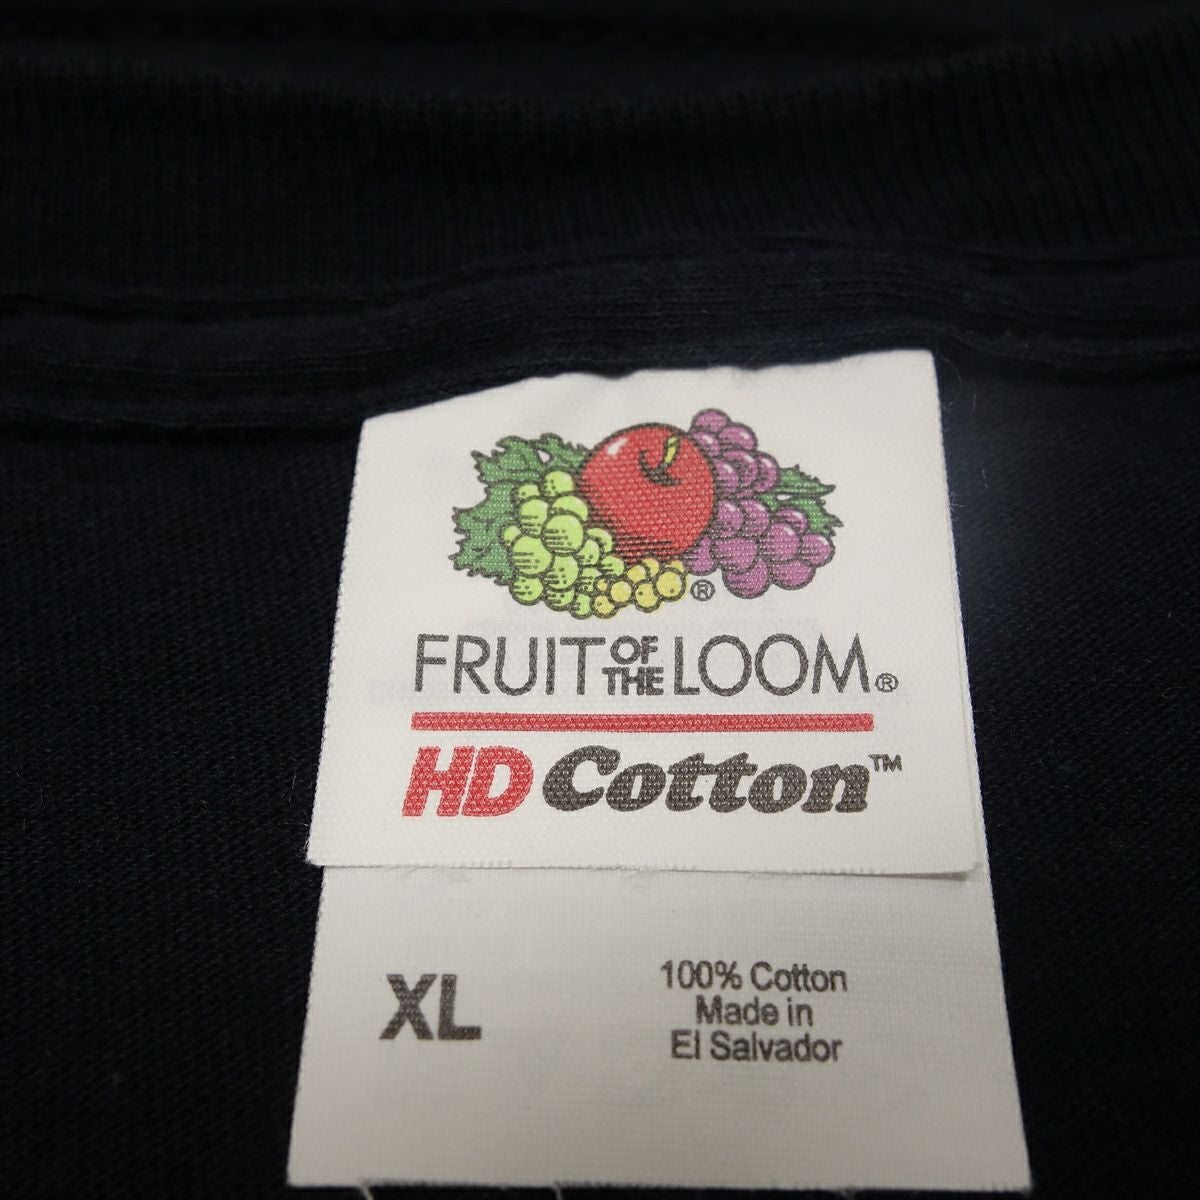 ®
FRUIT OF THE LOOM®
HD Cotton™
XL
100% Cotton
Made in
El Salvador